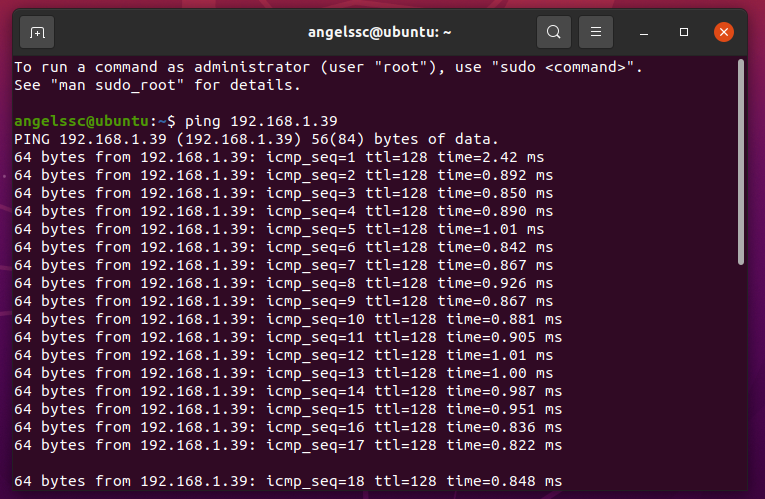 angelssc@ubuntu: ~
To run a command as administrator (user "root"), use "sudo <command>".
See "man sudo_root" for details.
angelssc@ubuntu:~$ ping 192.168.1.39
PING 192.168.1.39 (192.168.1.39) 56(84) bytes of data.
64 bytes from 192.168.1.39: icmp_seq=1 ttl=128 time=2.42 ms
64 bytes from 192.168.1.39: icmp_seq=2 ttl=128 time=0.892 ms
64 bytes from 192.168.1.39: icmp_seq=3 ttl=128 time=0.850 ms
64 bytes from 192.168.1.39: icmp_seq=4 ttl=128 time=0.890 ms
64 bytes from 192.168.1.39: icmp_seq=5 ttl=128 time=1.01 ms
64 bytes from 192.168.1.39: icmp_seq=6 ttl=128 time=0.842 ms
64 bytes from 192.168.1.39: icmp_seq=7 ttl=128 time=0.867 ms
64 bytes from 192.168.1.39: icmp_seq=8 ttl=128 time=0.926 ms
64 bytes from 192.168.1.39: icmp_seq=9 ttl=128 time=0.867 ms
64 bytes from 192.168.1.39: icmp_seq=10 ttl=128 time=0.881 ms
64 bytes from 192.168.1.39: icmp_seq=11 ttl=128 time=0.905 ms
64 bytes from 192.168.1.39: icmp_seq=12 ttl=128 time=1.01 ms
64 bytes from 192.168.1.39: icmp_seq=13 ttl=128 time=1.00 ms
64 bytes from 192.168.1.39: icmp_seq=14 ttl=128 time=0.987 ms
64 bytes from 192.168.1.39: icmp_seq=15 ttl=128 time=0.951 ms
64 bytes from 192.168.1.39: icmp_seq=16 ttl=128 time=0.836 ms
64 bytes from 192.168.1.39: icmp_seq=17 ttl=128 time=0.822 ms
64 bytes from 192.168.1.39: icmp_seq=18 ttl=128 time=0.848 ms